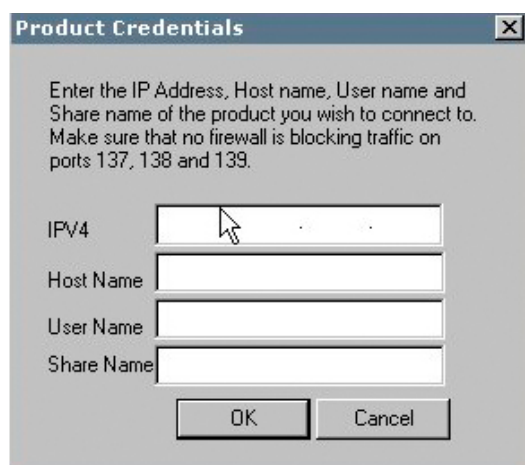 Product Credentials
Enter the IP Address, Host name, User name and
Share name of the product you wish to connect to.
Make sure that no firewall is blocking traffic on
ports 137, 138 and 139.
IPV4 . .
Host Name
User Name
Share Name
OK Cancel